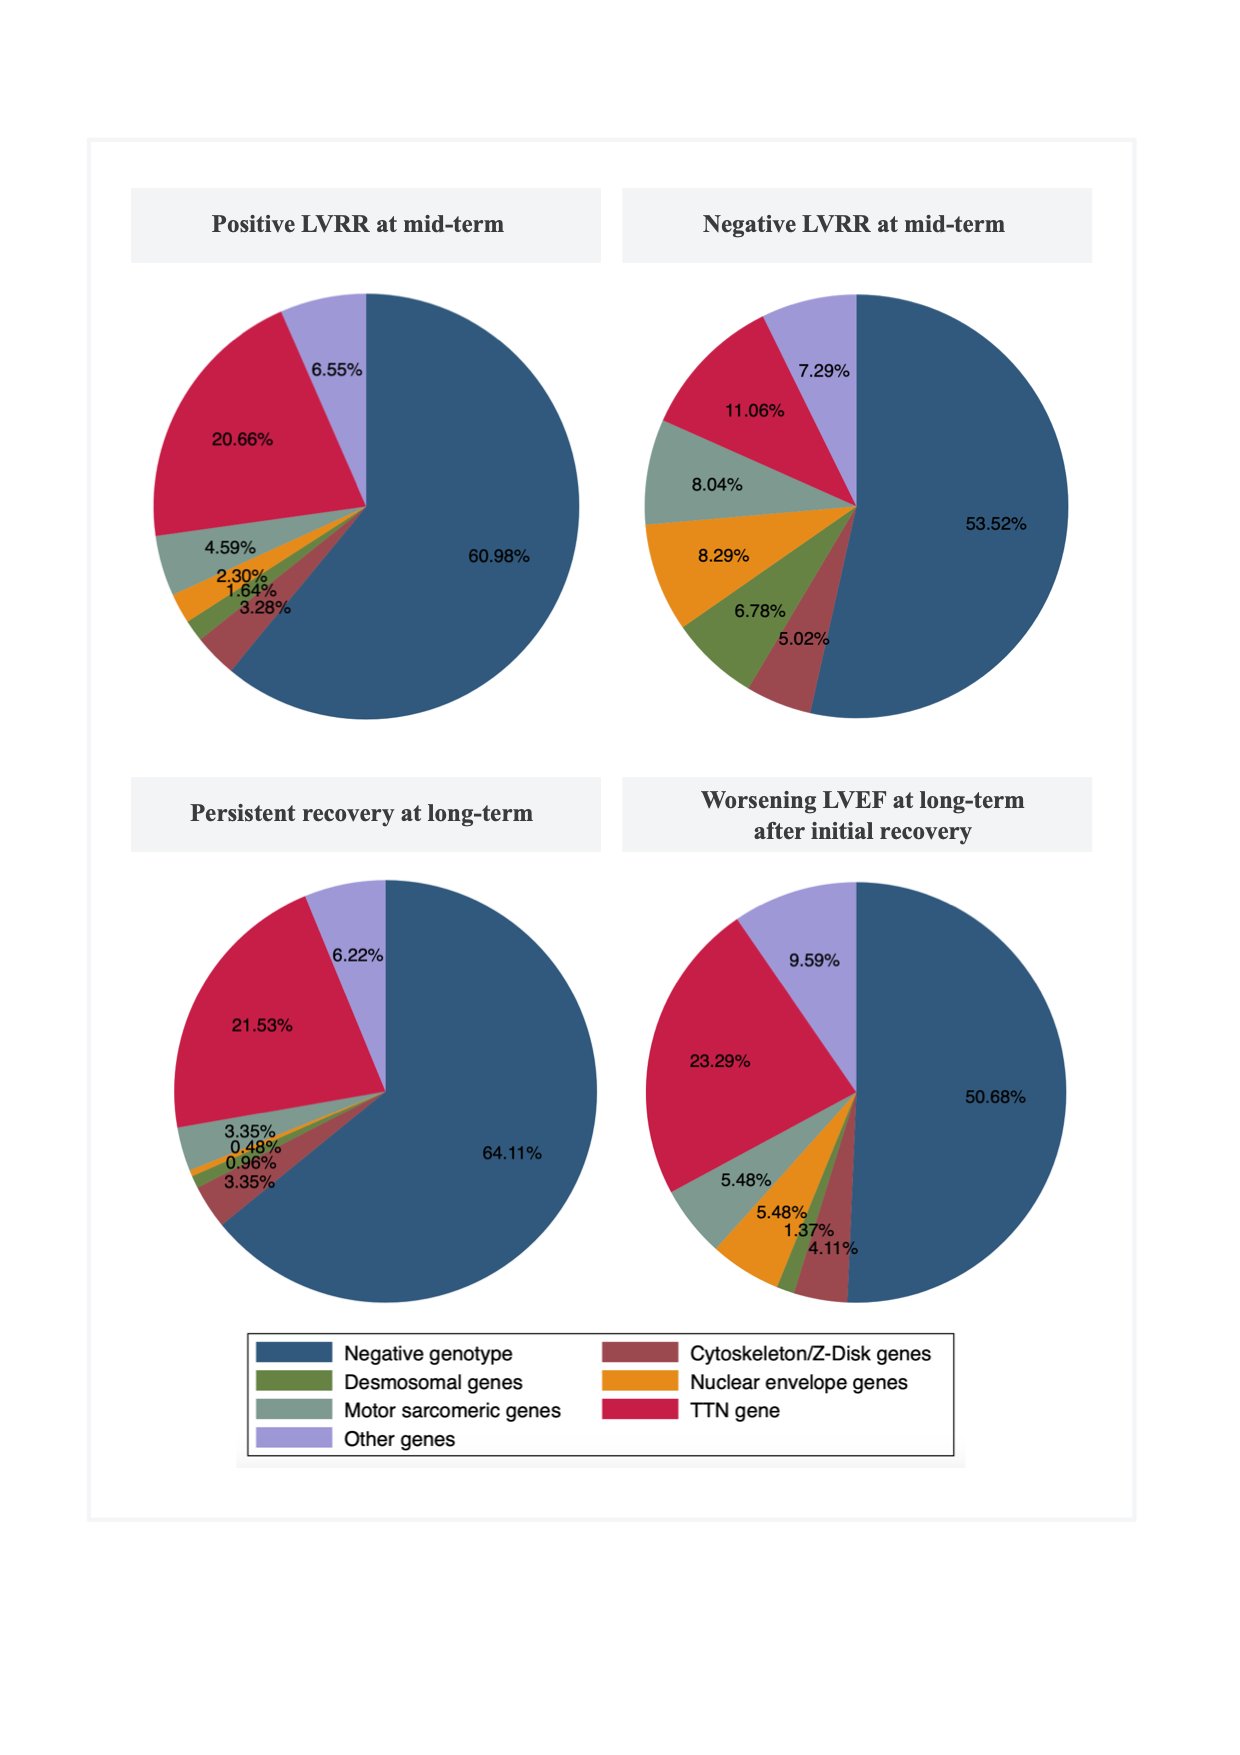 Positive LVRR at mid-term
Negative LVRR at mid-term
6.55%
20.66%
4.59%
2.30%
1.64%
3.28%
60.98%
7.29%
11.06%
8.04%
8.29%
6.78%
5.02%
53.52%
Persistent recovery at long-term
Worsening LVEF at long-term
after initial recovery
6.22%
21.53%
3.35%
0.48%
0.96%
3.35%
64.11%
9.59%
23.29%
5.48%
5.48%
1.37%
4.11%
50.68%
Negative genotype
Cytoskeleton/Z-Disk genes
Desmosomal genes
Nuclear envelope genes
Motor sarcomeric genes
TTN gene
Other genes